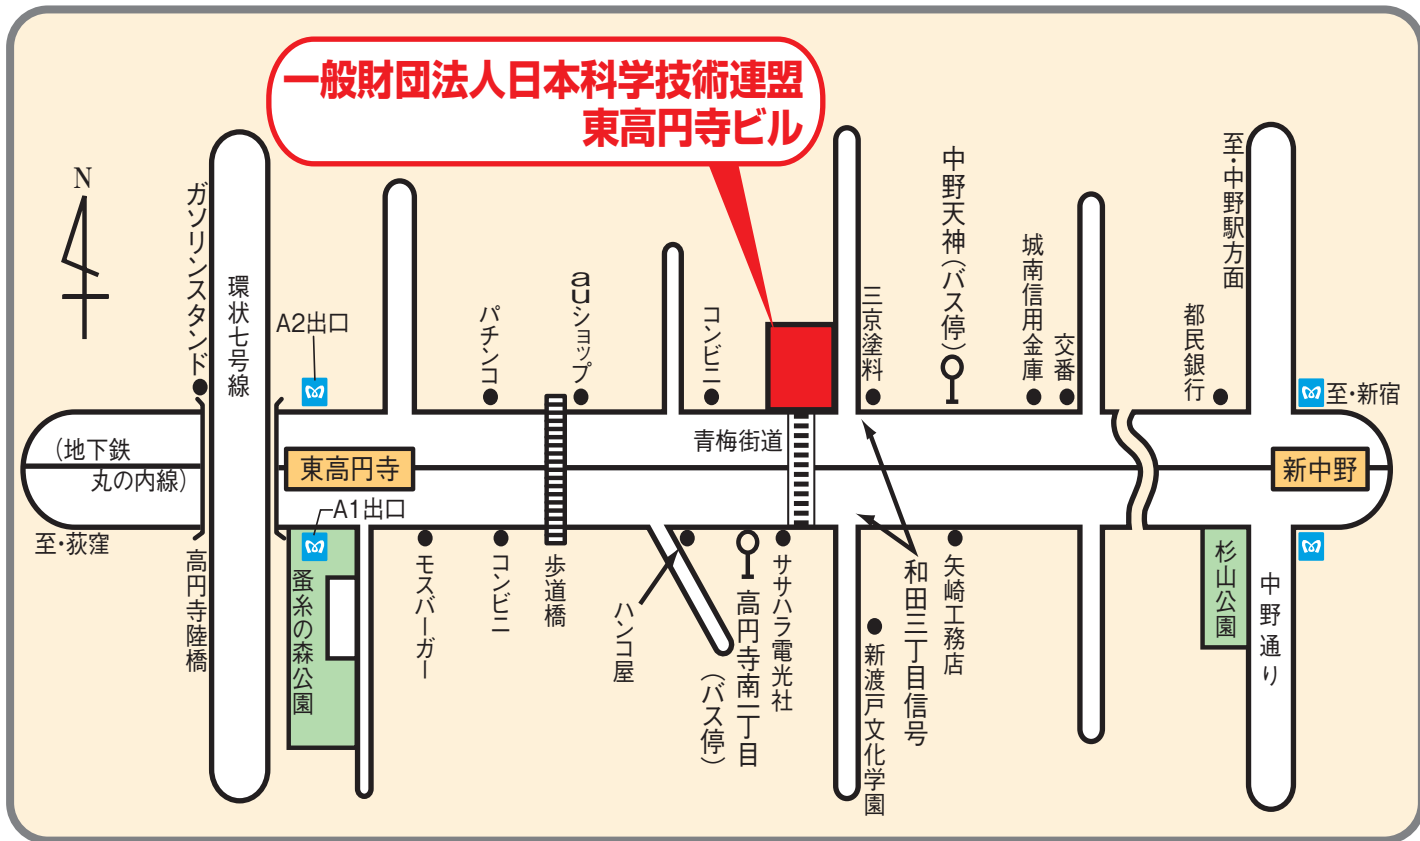 一般財団法人日本科学技術連盟
東高円寺ビル
N
ガソリンスタンド
環状七号線
A2出口
パチンコ
auショップ
コンビニ
三京塗料
中野天神(バス停)
城南信用金庫
交番
都民銀行
至・中野駅方面
至・新宿
(地下鉄
丸の内線)
東高円寺
青梅街道
新中野
至・荻窪
高円寺陸橋
A1出口
蚕糸の森公園
モスバーガー
コンビニ
歩道橋
ハンコ屋
高円寺南一丁目
(バス停)
ササハラ電光社
新渡戸文化学園
和田三丁目信号
矢崎工務店
杉山公園
中野通り